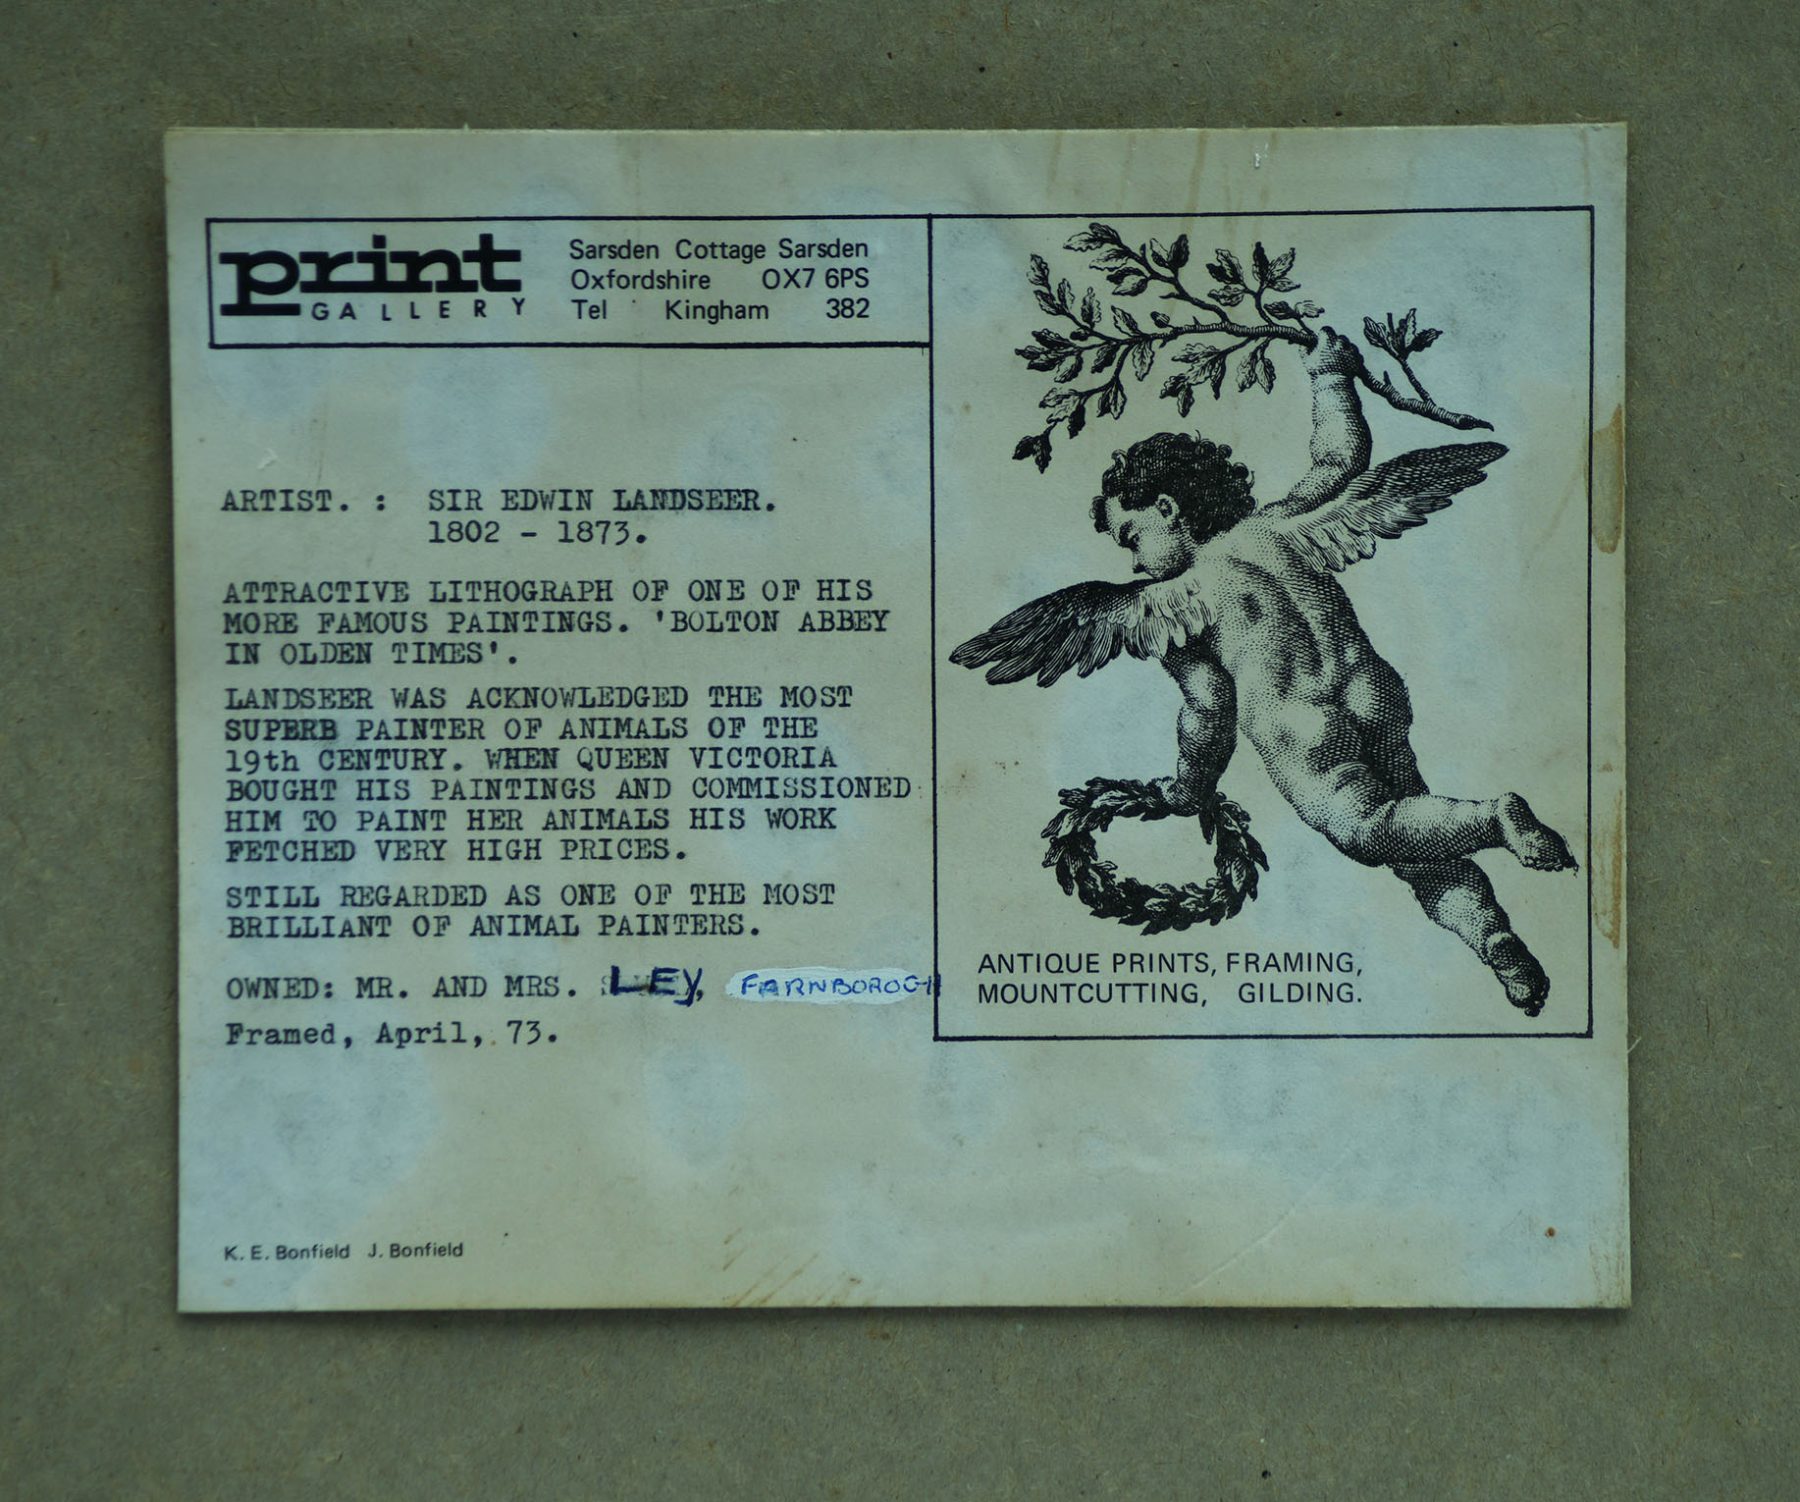 print
GALLERY
Sarsden Cottage Sarsden
Oxfordshire OX7 6PS
Tel Kingham 382
ARTIST. : SIR EDWIN LANDSEER.
1802 - 1873.
ATTRACTIVE LITHOGRAPH OF ONE OF HIS
MORE FAMOUS PAINTINGS. 'BOLTON ABBEY
IN OLDEN TIMES'.
LANDSEER WAS ACKNOWLEDGED THE MOST
SUPERB PAINTER OF ANIMALS OF THE
19th CENTURY. WHEN QUEEN VICTORIA
BOUGHT HIS PAINTINGS AND COMMISSIONED
HIM TO PAINT HER ANIMALS HIS WORK
FETCHED VERY HIGH PRICES.
STILL REGARDED AS ONE OF THE MOST
BRILLIANT OF ANIMAL PAINTERS.
OWNED: MR. AND MRS. LEY, FARNBOROGH
Framed, April, 73.
ANTIQUE PRINTS, FRAMING,
MOUNTCUTTING, GILDING.
K. E. Bonfield J. Bonfield